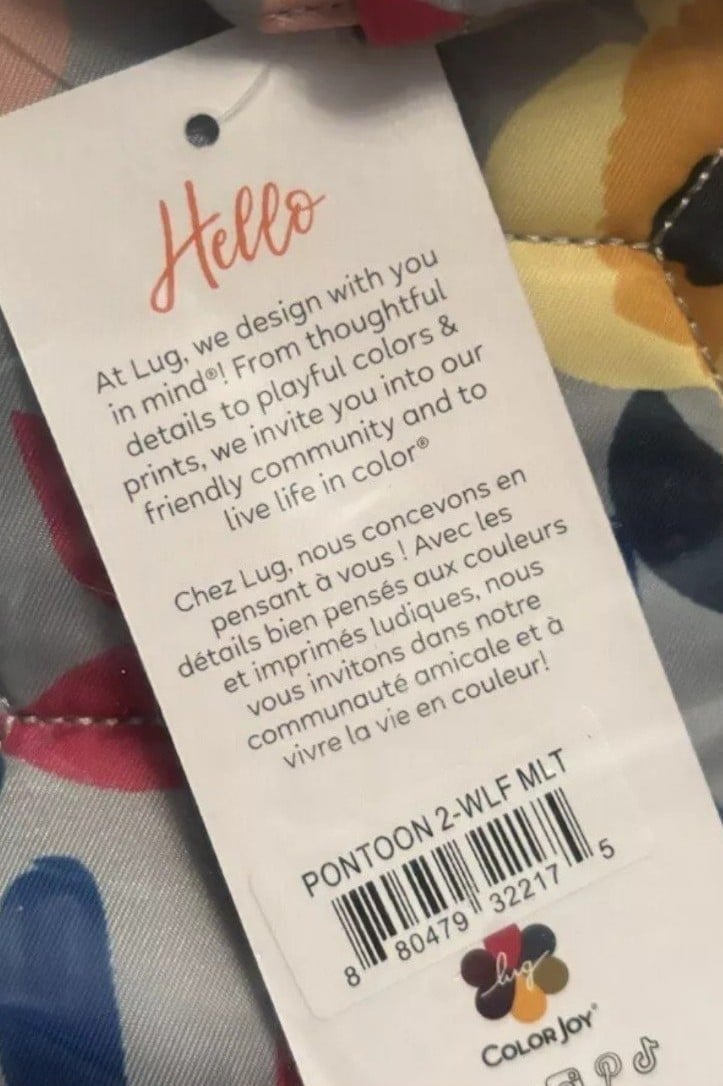 Hello
At Lug, we design with you
in mind®! From thoughtful
details to playful colors &
prints, we invite you into our
friendly community and to
live life in color®
Chez Lug, nous concevons en
pensant à vous ! Avec les
détails bien pensés aux couleurs
et imprimés ludiques, nous
vous invitons dans notre
communauté amicale et à
vivre la vie en couleur!
PONTOON 2-WLF MLT
8 80479 32217 5
lug
COLOR JOY®